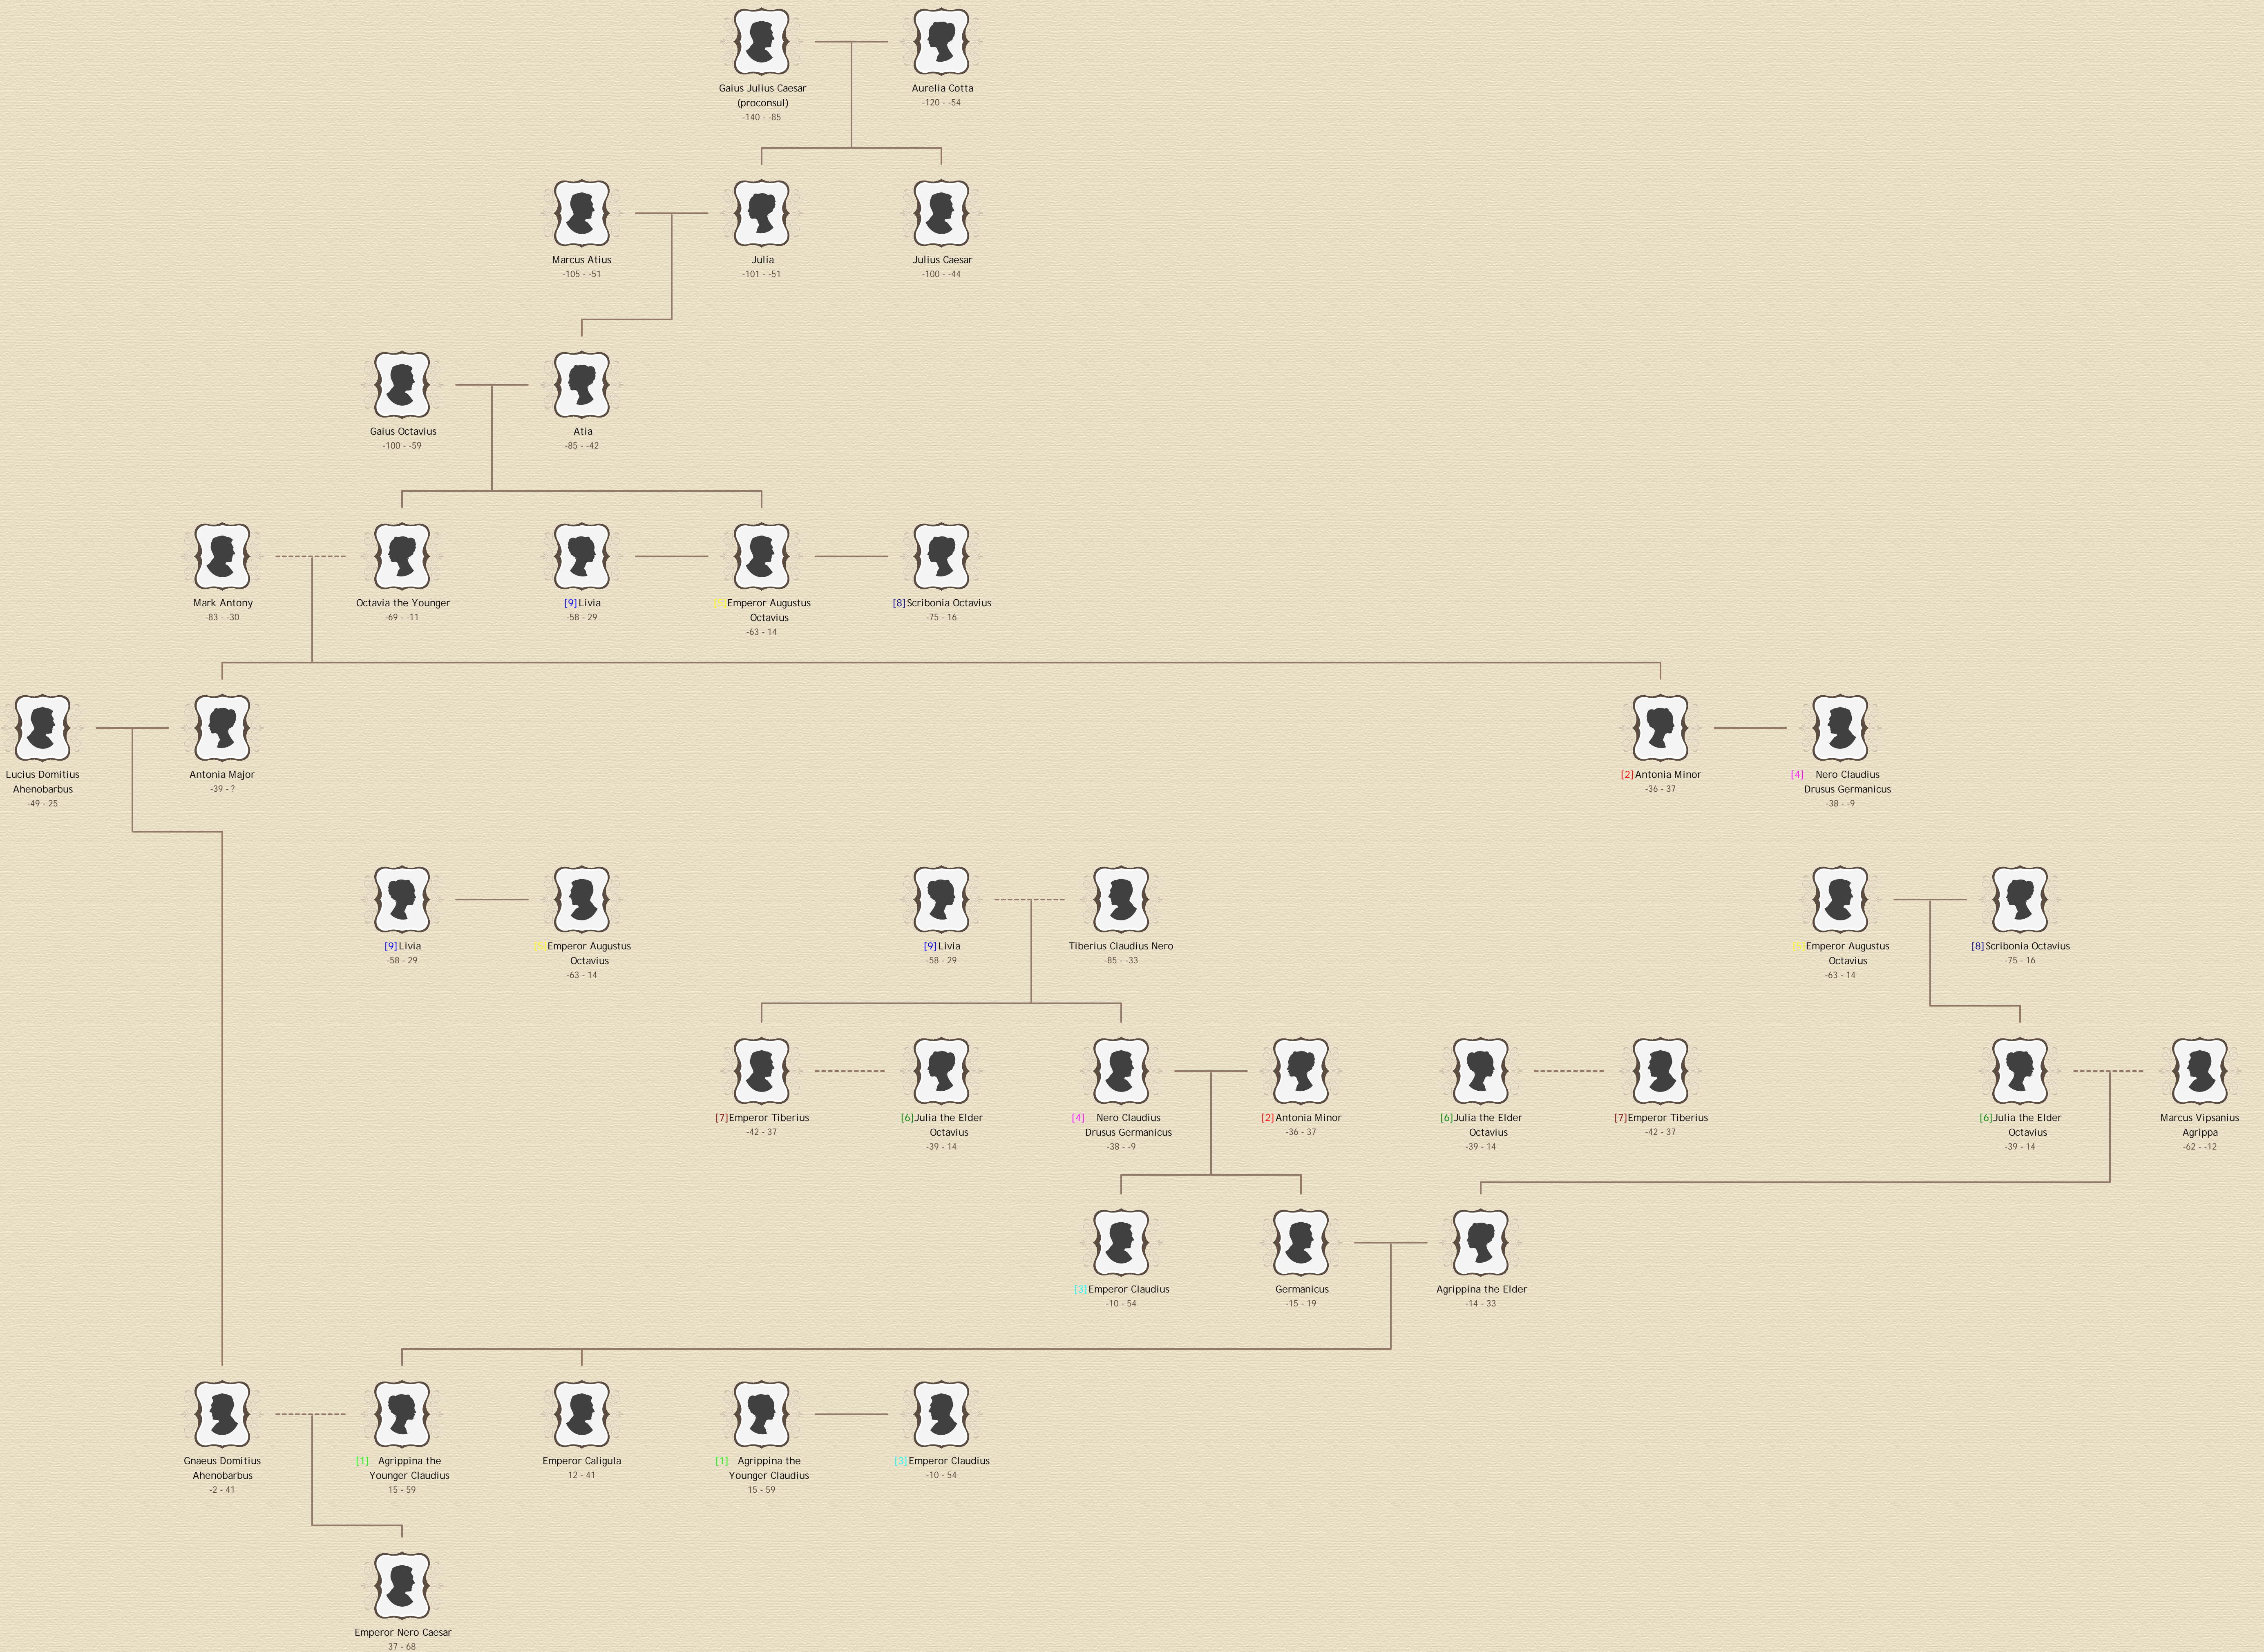 Gaius Julius Caesar
(proconsul)
-140 - -85
Aurelia Cotta
-120 - -54
Marcus Atius
-105 - -51
Julia
-101 - -51
Julius Caesar
-100 - -44
Gaius Octavius
-100 - -59
Atia
-85 - -42
Mark Antony
-83 - -30
Octavia the Younger
-69 - -11
[9]Livia
-58 - 29
Emperor Augustus
Octavius
-63 - 14
[8]Scribonia Octavius
-75 - 16
Lucius Domitius
Ahenobarbus
-49 - 25
Antonia Major
-39 - ?
[2]Antonia Minor
-36 - 37
[4] Nero Claudius
Drusus Germanicus
-38 - -9
[9]Livia
-58 - 29
Emperor Augustus
Octavius
-63 - 14
[9]Livia
-58 - 29
Tiberius Claudius Nero
-85 - -33
Emperor Augustus
Octavius
-63 - 14
[8]Scribonia Octavius
-75 - 16
[7]Emperor Tiberius
-42 - 37
[6]Julia the Elder
Octavius
-39 - 14
[4] Nero Claudius
Drusus Germanicus
-38 - -9
[2]Antonia Minor
-36 - 37
[6]Julia the Elder
Octavius
-39 - 14
[7]Emperor Tiberius
-42 - 37
[6]Julia the Elder
Octavius
-39 - 14
Marcus Vipsanius
Agrippa
-62 - -12
[3]Emperor Claudius
-10 - 54
Germanicus
-15 - 19
Agrippina the Elder
-14 - 33
Gnaeus Domitius
Ahenobarbus
-2 - 41
[1] Agrippina the
Younger Claudius
15 - 59
Emperor Caligula
12 - 41
[1] Agrippina the
Younger Claudius
15 - 59
[3]Emperor Claudius
-10 - 54
Emperor Nero Caesar
37 - 68